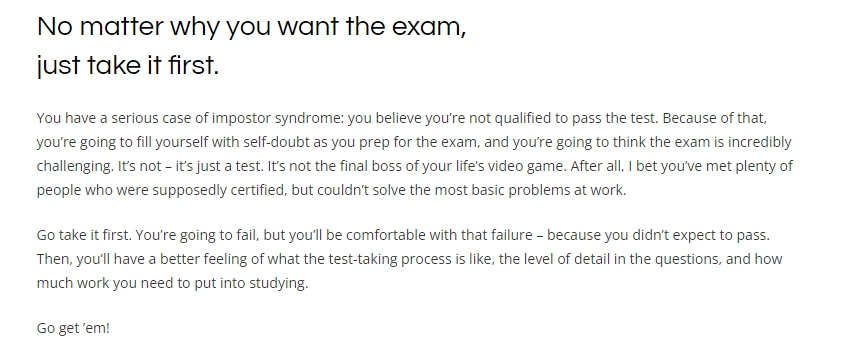 No matter why you want the exam,
just take it first.
You have a serious case of impostor syndrome: you believe you’re not qualified to pass the test. Because of that,
you’re going to fill yourself with self-doubt as you prep for the exam, and you’re going to think the exam is incredibly
challenging. It’s not – it’s just a test. It’s not the final boss of your life’s video game. After all, I bet you’ve met plenty of
people who were supposedly certified, but couldn’t solve the most basic problems at work.
Go take it first. You’re going to fail, but you’ll be comfortable with that failure – because you didn’t expect to pass.
Then, you’ll have a better feeling of what the test-taking process is like, the level of detail in the questions, and how
much work you need to put into studying.
Go get ’em!